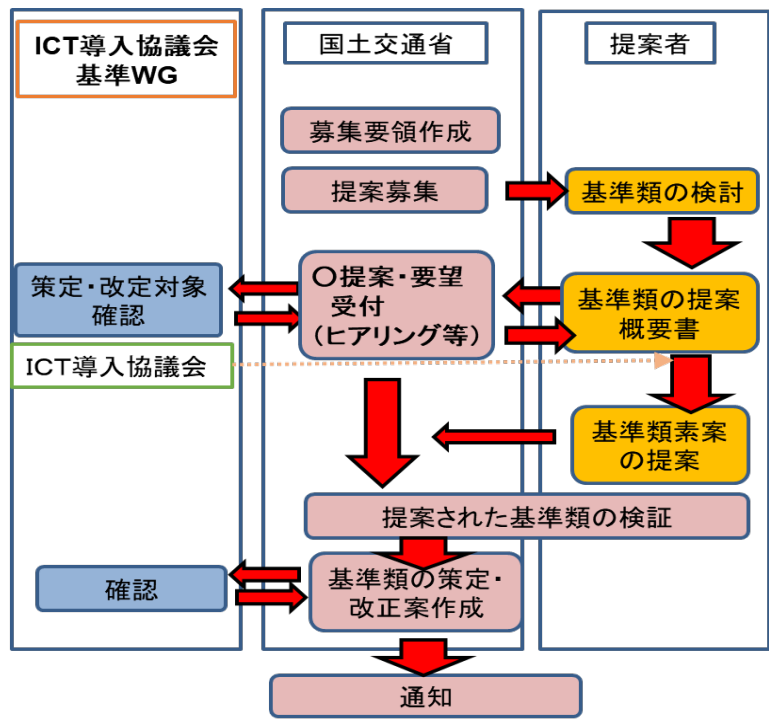 ICT導入協議会
基準WG
国土交通省
提案者
募集要領作成
提案募集
基準類の検討
策定・改定対象
確認
〇提案・要望
受付
（ヒアリング等）
基準類の提案
概要書
ICT導入協議会
基準類素案
の提案
提案された基準類の検証
確認
基準類の策定・
改正案作成
通知